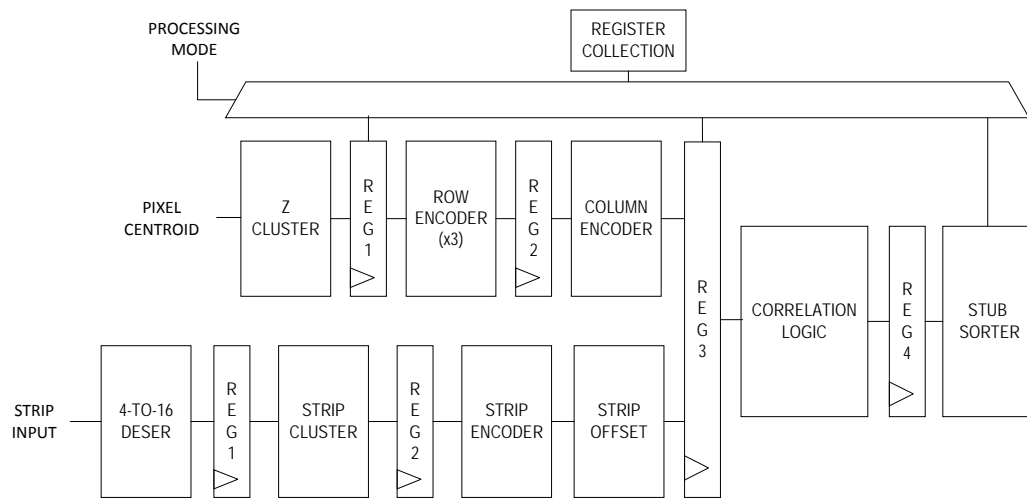 PROCESSING
MODE
REGISTER
COLLECTION
PIXEL
CENTROID
Z
CLUSTER
R
E
G
1
ROW
ENCODER
(x3)
R
E
G
2
COLUMN
ENCODER
R
E
G
3
CORRELATION
LOGIC
R
E
G
4
STUB
SORTER
STRIP
INPUT
4-TO-16
DESER
R
E
G
1
STRIP
CLUSTER
R
E
G
2
STRIP
ENCODER
STRIP
OFFSET